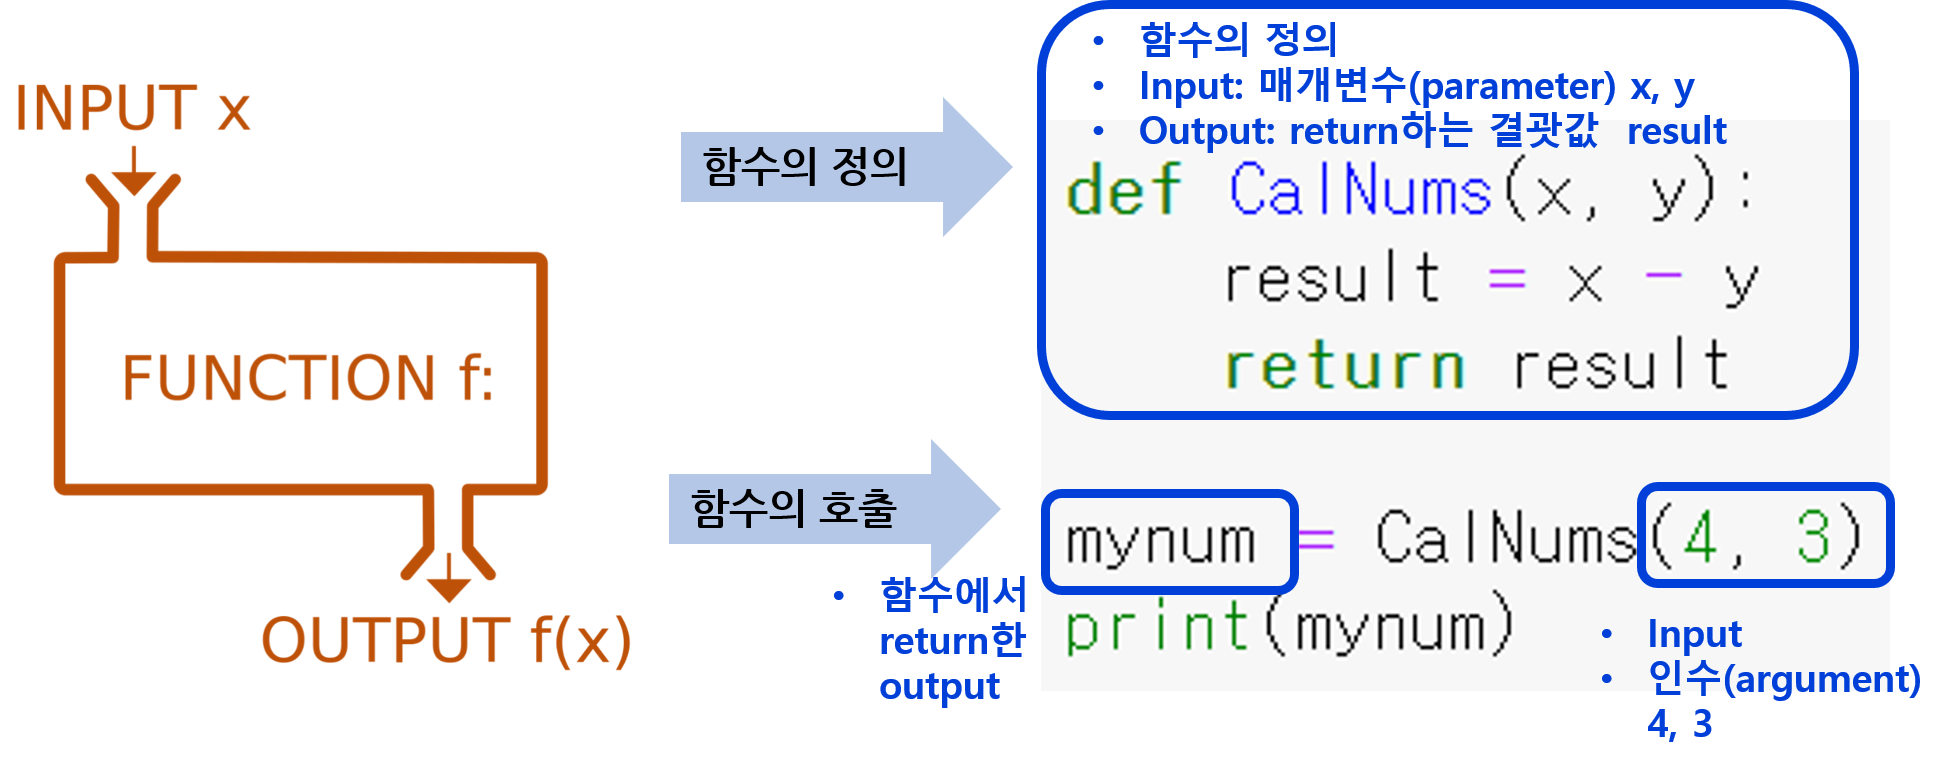 INPUT x
FUNCTION f:
OUTPUT f(x)
함수의 정의
• 함수의 정의
• Input: 매개변수(parameter) x, y
• Output: return하는 결괏값 result
def CalNums(x, y):
result = x - y
return result
함수의 호출
mynum = CalNums(4, 3)
print(mynum)
• 함수에서
return한
output
• Input
• 인수(argument)
4, 3